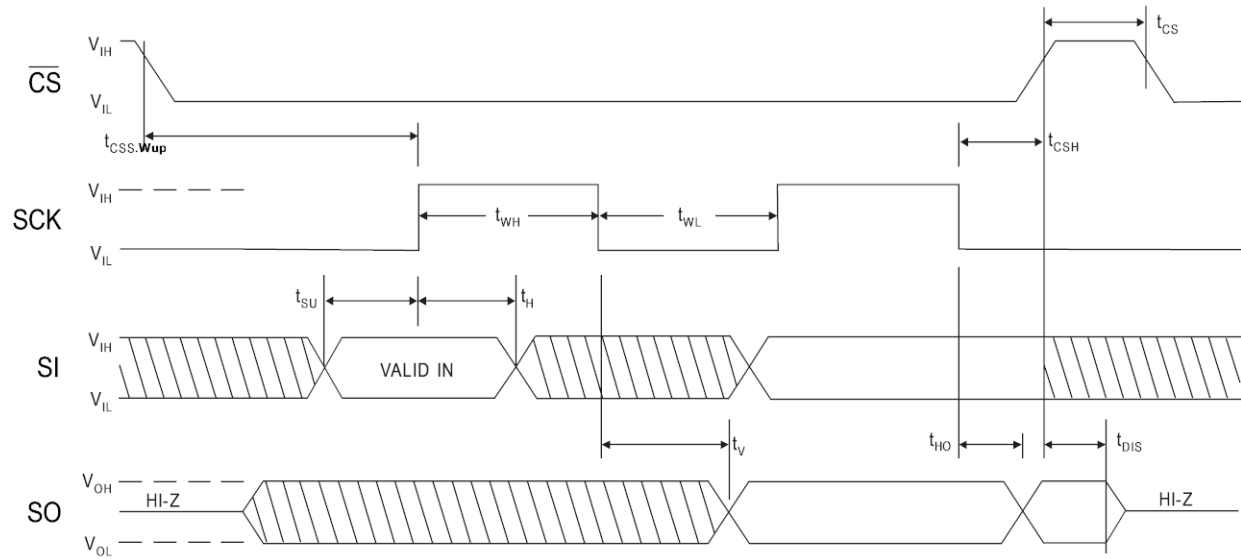 V_IH
t_CS
CS
V_IL
t_CSS.Wup
t_CSH
V_IH
SCK
t_WH
t_WL
V_IL
t_SU
t_H
V_IH
SI
VALID IN
V_IL
t_V
t_HO
t_DIS
V_OH
SO
HI-Z
HI-Z
V_OL